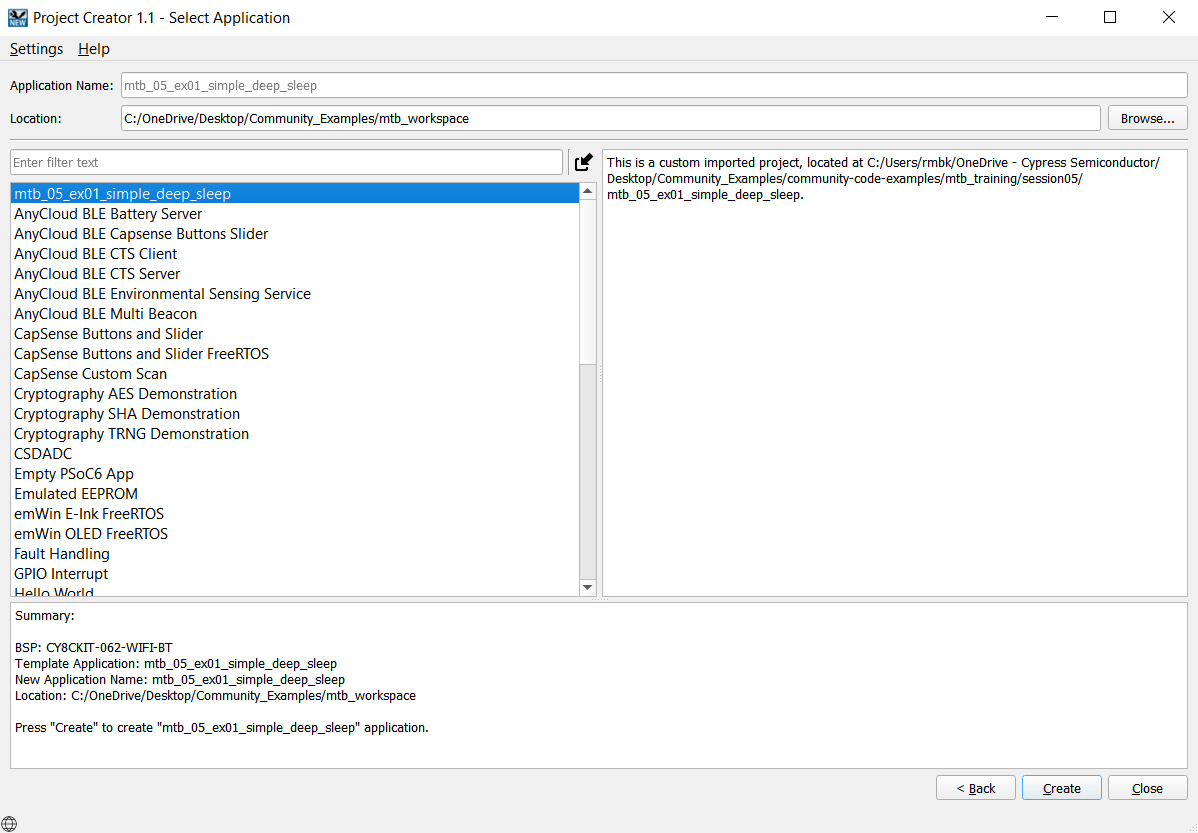 NEW
Project Creator 1.1 - Select Application
Settings Help
Application Name: mtb_05_ex01_simple_deep_sleep
Location: C:/OneDrive/Desktop/Community_Examples/mtb_workspace Browse...
Enter filter text
mtb_05_ex01_simple_deep_sleep
AnyCloud BLE Battery Server
AnyCloud BLE Capsense Buttons Slider
AnyCloud BLE CTS Client
AnyCloud BLE CTS Server
AnyCloud BLE Environmental Sensing Service
AnyCloud BLE Multi Beacon
CapSense Buttons and Slider
CapSense Buttons and Slider FreeRTOS
CapSense Custom Scan
Cryptography AES Demonstration
Cryptography SHA Demonstration
Cryptography TRNG Demonstration
CSDADC
Empty PSoC6 App
Emulated EEPROM
emWin E-Ink FreeRTOS
emWin OLED FreeRTOS
Fault Handling
GPIO Interrupt
Hello World
This is a custom imported project, located at C:/Users/rmbk/OneDrive - Cypress Semiconductor/
Desktop/Community_Examples/community-code-examples/mtb_training/session05/
mtb_05_ex01_simple_deep_sleep.
Summary:
BSP: CY8CKIT-062-WIFI-BT
Template Application: mtb_05_ex01_simple_deep_sleep
New Application Name: mtb_05_ex01_simple_deep_sleep
Location: C:/OneDrive/Desktop/Community_Examples/mtb_workspace
Press "Create" to create "mtb_05_ex01_simple_deep_sleep" application.
< Back Create Close